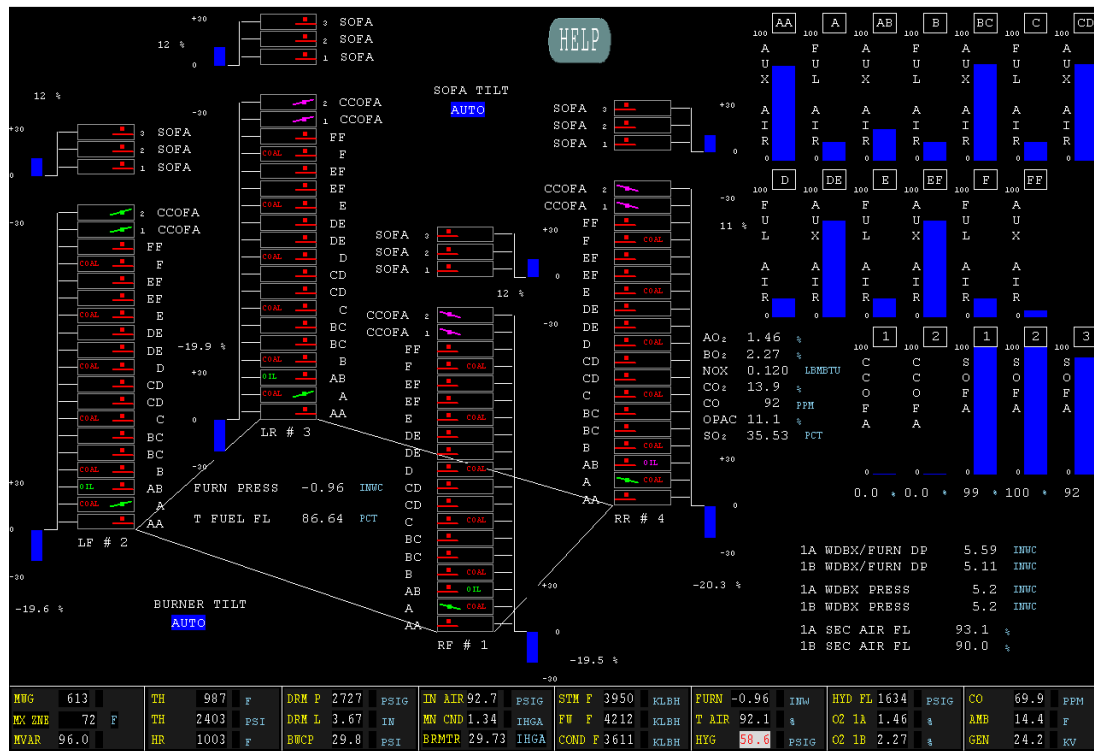 HELP
12 %
+30
0
-30
3 SOFA
2 SOFA
1 SOFA
2 CCOFA
1 CCOFA
FF
COAL F
EF
EF
COAL E
DE
DE
COAL D
CD
CD
COAL C
BC
BC
COAL B
OIL AB
COAL A
AA
LR # 3
-19.9 %
+30
0
-30
12 %
+30
0
-30
3 SOFA
2 SOFA
1 SOFA
2 CCOFA
1 CCOFA
FF
COAL F
EF
EF
COAL E
DE
DE
COAL D
CD
CD
COAL C
BC
BC
COAL B
OIL AB
COAL A
AA
LF # 2
+30
0
-30
-19.6 %
SOFA TILT
AUTO
BURNER TILT
AUTO
FURN PRESS -0.96 INWC
T FUEL FL 86.64 PCT
SOFA 3
SOFA 2
SOFA 1
+30
0
-30
12 %
CCOFA 2
CCOFA 1
FF
F COAL
EF
EF
E COAL
DE
DE
D COAL
CD
CD
C COAL
BC
BC
B COAL
AB OIL
A COAL
AA
RF # 1
+30
0
-30
-19.5 %
SOFA 3
SOFA 2
SOFA 1
+30
0
-30
11 %
CCOFA 2
CCOFA 1
FF
F COAL
EF
EF
E COAL
DE
DE
D COAL
CD
CD
C COAL
BC
BC
B COAL
AB OIL
A COAL
AA
RR # 4
+30
0
-30
-20.3 %
AA A AB B BC C CD
100 100 100 100 100 100 100
AUX AIR FUL AIR AUX AIR FUL AIR AUX AIR FUL AIR AUX AIR
0 0 0 0 0 0 0
D DE E EF F FF
100 100 100 100 100 100
FUL AIR AUX AIR FUL AIR AUX AIR FUL AIR AUX AIR
0 0 0 0 0 0
1 2 1 2 3
100 100 100 100 100
CCOFA CCOFA SOFA SOFA SOFA
0 0 0 0 0
0.0 % 0.0 % 99 % 100 % 92
AO₂ 1.46 %
BO₂ 2.27 %
NOX 0.120 LBMBTU
CO₂ 13.9 %
CO 92 PPM
OPAC 11.1 %
SO₂ 35.53 PCT
1A WDBX/FURN DP 5.59 INWC
1B WDBX/FURN DP 5.11 INWC
1A WDBX PRESS 5.2 INWC
1B WDBX PRESS 5.2 INWC
1A SEC AIR FL 93.1 %
1B SEC AIR FL 90.0 %
MWG 613 TH 987 F DRM P 2727 PSIG IN AIR 92.7 PSIG STM F 3950 KLBH FURN -0.96 INW HYD FL 1634 PSIG CO 69.9 PPM
MX ZNE 72 F TH 2403 PSI DRM L 3.67 IN MN CND 1.34 IHGA FW F 4212 KLBH T AIR 92.1 % O2 1A 1.46 % AMB 14.4 F
MVAR 96.0 HR 1003 F BWCP 29.8 PSI BRMTR 29.73 IHGA COND F 3611 KLBH HYG 58.6 PSIG O2 1B 2.27 % GEN 24.2 KV